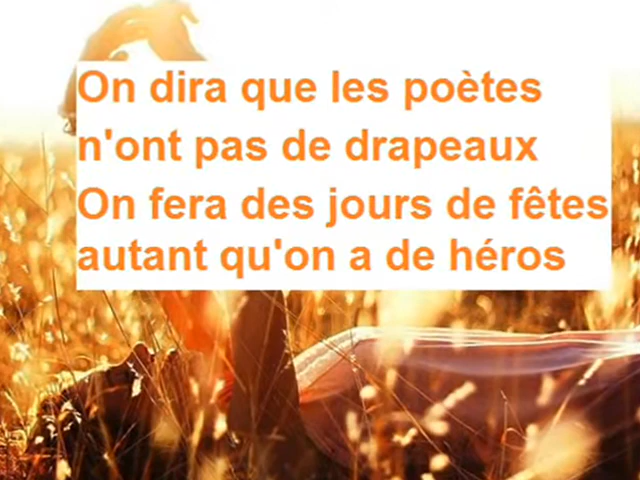 On dira que les poètes
n'ont pas de drapeaux
On fera des jours de fêtes
autant qu'on a de héros